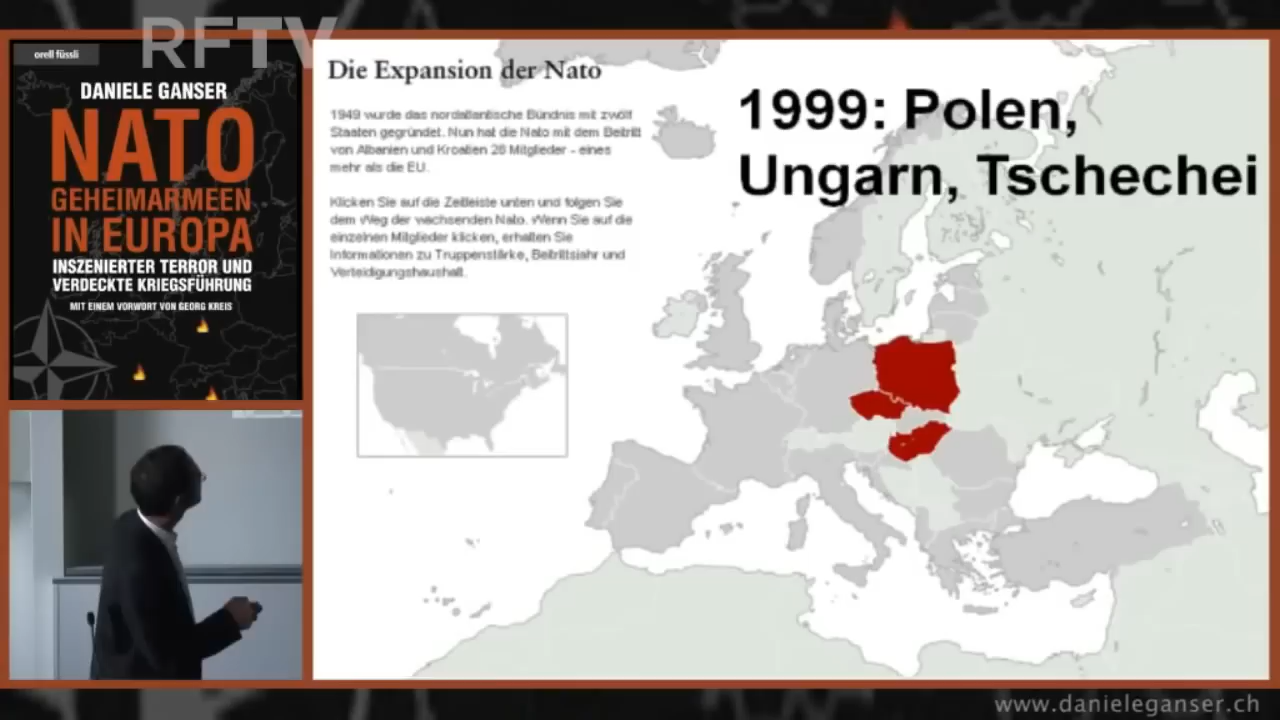 RFTV
orell füssli
DANIELE GANSER
NATO
GEHEIMARMEEN
IN EUROPA
INSZENIERTER TERROR UND
VERDECKTE KRIEGSFÜHRUNG
MIT EINEM VORWORT VON GEORG KREIS
Die Expansion der Nato
1949 wurde das nordatlantische Bündnis mit zwölf
Staaten gegründet. Nun hat die Nato mit dem Beitritt
von Albanien und Kroatien 28 Mitglieder - eines
mehr als die EU.
Klicken Sie auf die Zeitleiste unten und folgen Sie
dem Weg der wachsenden Nato. Wenn Sie auf die
einzelnen Mitglieder klicken, erhalten Sie
Informationen zu Truppenstärke, Beitrittsjahr und
Verteidigungshaushalt.
1999: Polen,
Ungarn, Tschechei
www.danieleganser.ch